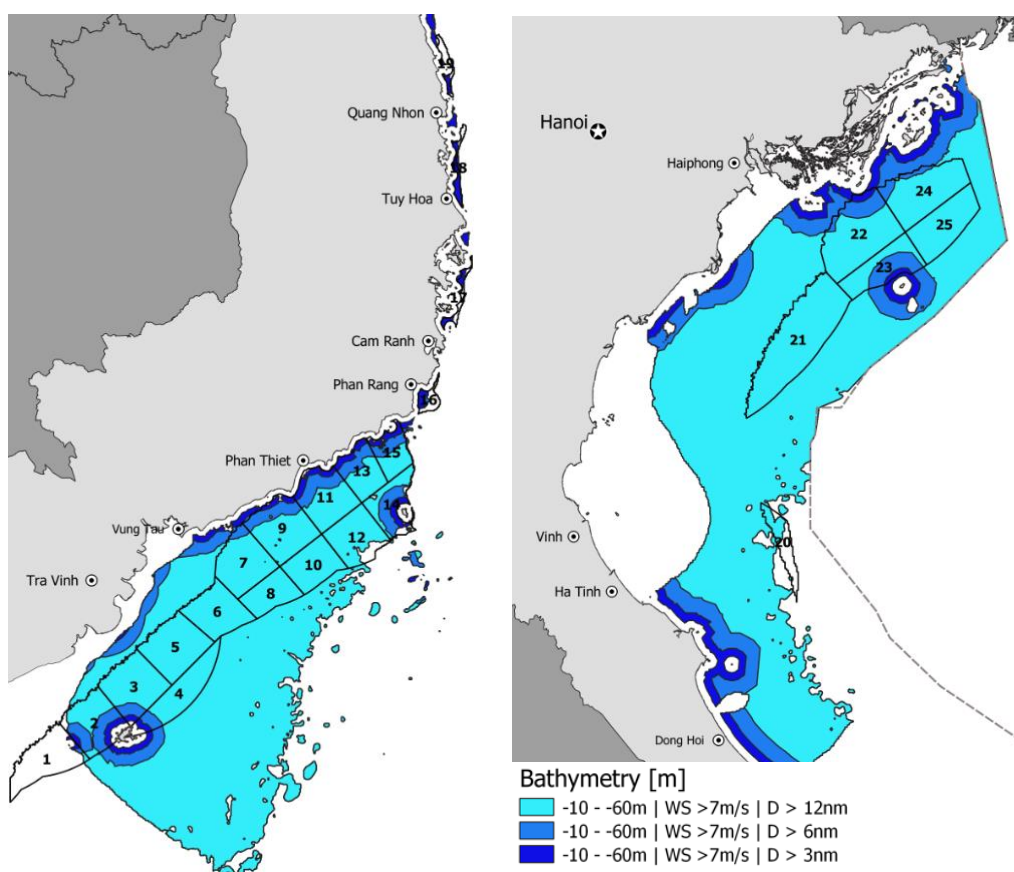 19
Quang Nhon
18
Tuy Hoa
17
Cam Ranh
Phan Rang
16
15
Phan Thiet
13
11
14
Vung Tau
9
12
7
10
Tra Vinh
8
6
5
3
4
2
1
Hanoi
Haiphong
24
22
25
23
21
20
Vinh
Ha Tinh
Dong Hoi
Bathymetry [m]
-10 - -60m | WS >7m/s | D > 12nm
-10 - -60m | WS >7m/s | D > 6nm
-10 - -60m | WS >7m/s | D > 3nm